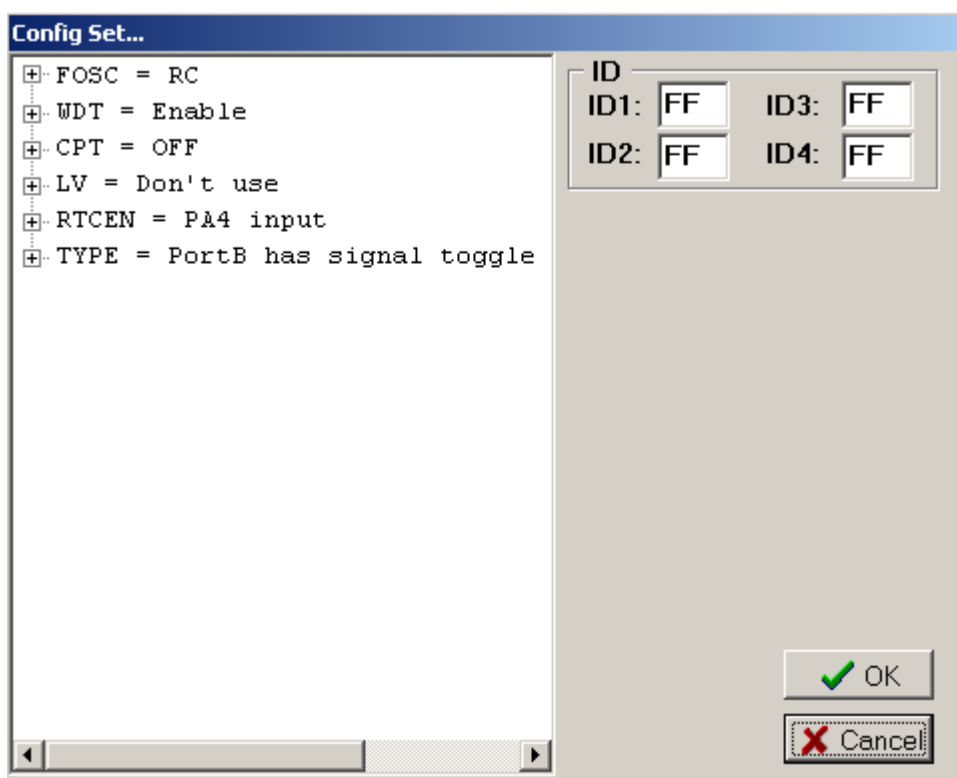 Config Set...
FOSC = RC
WDT = Enable
CPT = OFF
LV = Don't use
RTCEN = PA4 input
TYPE = PortB has signal toggle
ID
ID1: FF ID3: FF
ID2: FF ID4: FF
OK
Cancel